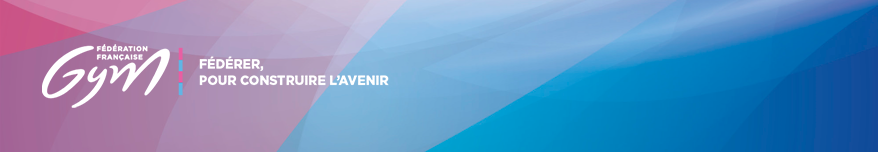 FÉDÉRATION
FRANÇAISE
Gym
FÉDÉRER,
POUR CONSTRUIRE L'AVENIR